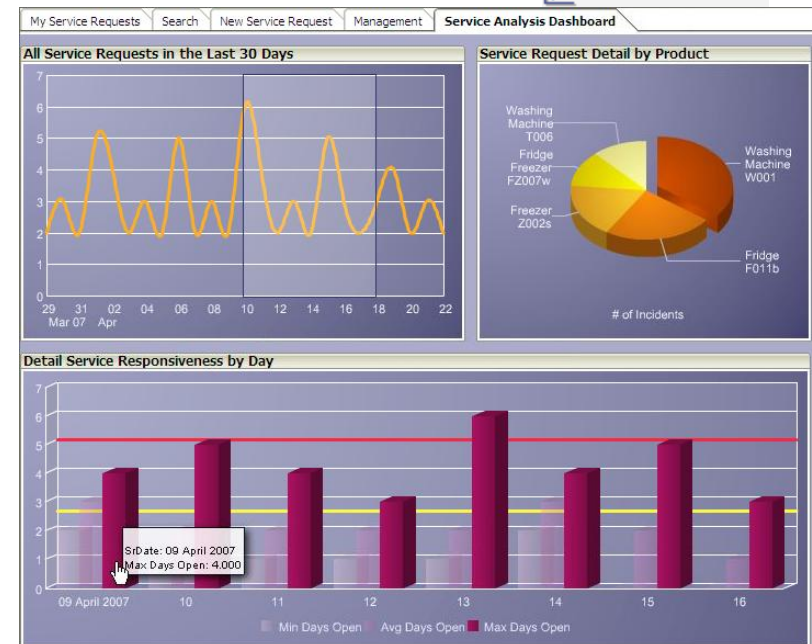 My Service Requests Search New Service Request Management Service Analysis Dashboard
All Service Requests in the Last 30 Days
7
6
5
4
3
2
1
0
29 31 02 04 06 08 10 12 14 16 18 20 22
Mar 07 Apr
Service Request Detail by Product
Washing
Machine
T006
Fridge
Freezer
FZ007w
Freezer
Z002s
Washing
Machine
W001
Fridge
F011b
# of Incidents
Detail Service Responsiveness by Day
7
6
5
4
3
2
1
0
SrDate: 09 April 2007
Max Days Open: 4.000
09 April 2007 10 11 12 13 14 15 16
Min Days Open Avg Days Open Max Days Open